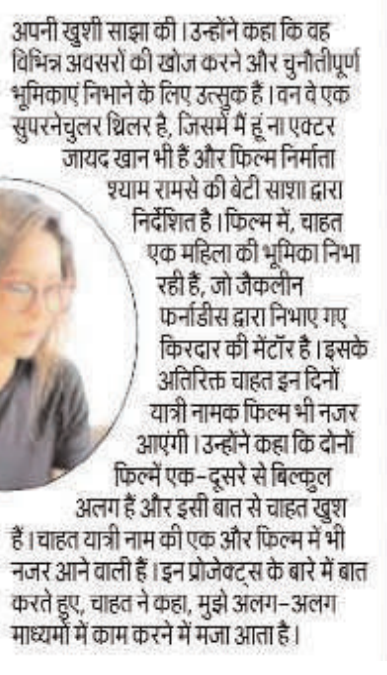 अपनी खुशी साझा की। उन्होंने कहा कि वह
विभिन्न अवसरों की खोज करने और चुनौतीपूर्ण
भूमिकाएं निभाने के लिए उत्सुक हैं। वन वे एक
सुपरनेचुलर थ्रिलर है, जिसमें मैं हूं ना एक्टर
जायद खान भी हैं और फिल्म निर्माता
श्याम रामसे की बेटी साशा द्वारा
निर्देशित है। फिल्म में, चाहत
एक महिला की भूमिका निभा
रही हैं, जो जैकलीन
फर्नाडीस द्वारा निभाए गए
किरदार की मेंटॉर है। इसके
अतिरिक्त चाहत इन दिनों
यात्री नामक फिल्म भी नजर
आएंगी। उन्होंने कहा कि दोनों
फिल्में एक-दूसरे से बिल्कुल
अलग हैं और इसी बात से चाहत खुश
हैं। चाहत यात्री नाम की एक और फिल्म में भी
नजर आने वाली हैं। इन प्रोजेक्ट्स के बारे में बात
करते हुए, चाहत ने कहा, मुझे अलग-अलग
माध्यमों में काम करने में मजा आता है।